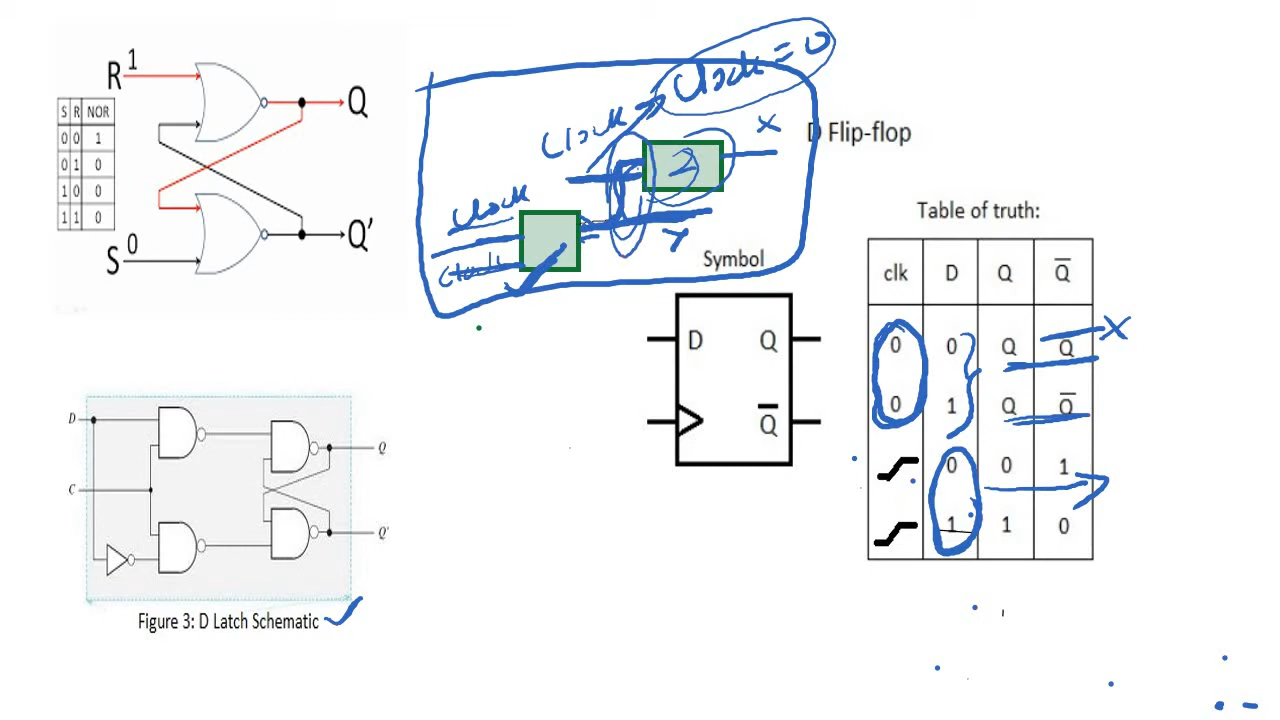 R 1
Q
S R NOR
0 0 1
0 1 0
1 0 0
1 1 0
S 0
Q'
Clock = 0
Clock
X
2
Clock
Clock
Y
D Flip-flop
Symbol
D Q
Q̅
Table of truth:
clk D Q Q̅
0 0 Q Q̅ X
0 1 Q Q̅
0 0 1
1 1 0
D
Q
C
Q'
Figure 3: D Latch Schematic